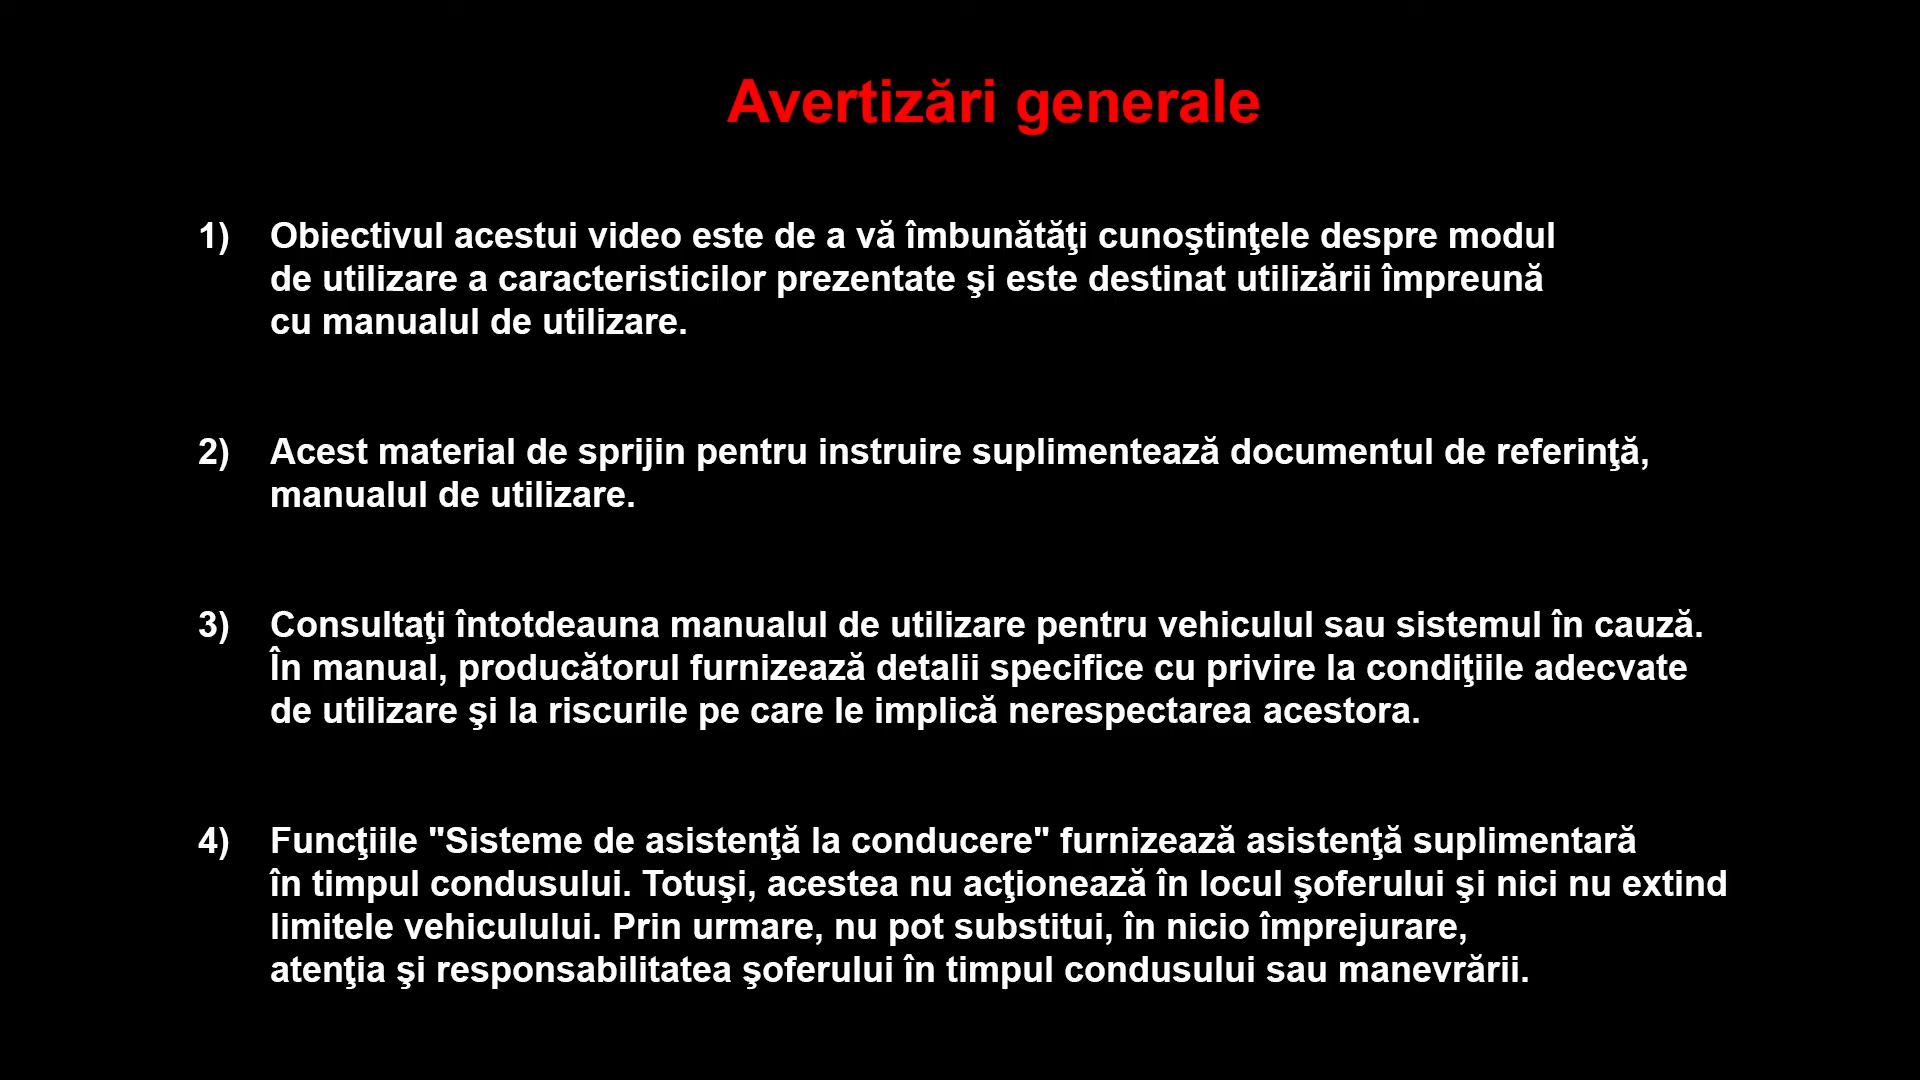 Avertizări generale
1) Obiectivul acestui video este de a vă îmbunătăţi cunoştinţele despre modul
de utilizare a caracteristicilor prezentate şi este destinat utilizării împreună
cu manualul de utilizare.
2) Acest material de sprijin pentru instruire suplimentează documentul de referinţă,
manualul de utilizare.
3) Consultaţi întotdeauna manualul de utilizare pentru vehiculul sau sistemul în cauză.
În manual, producătorul furnizează detalii specifice cu privire la condiţiile adecvate
de utilizare şi la riscurile pe care le implică nerespectarea acestora.
4) Funcţiile "Sisteme de asistenţă la conducere" furnizează asistenţă suplimentară
în timpul condusului. Totuşi, acestea nu acţionează în locul şoferului şi nici nu extind
limitele vehiculului. Prin urmare, nu pot substitui, în nicio împrejurare,
atenţia şi responsabilitatea şoferului în timpul condusului sau manevrării.